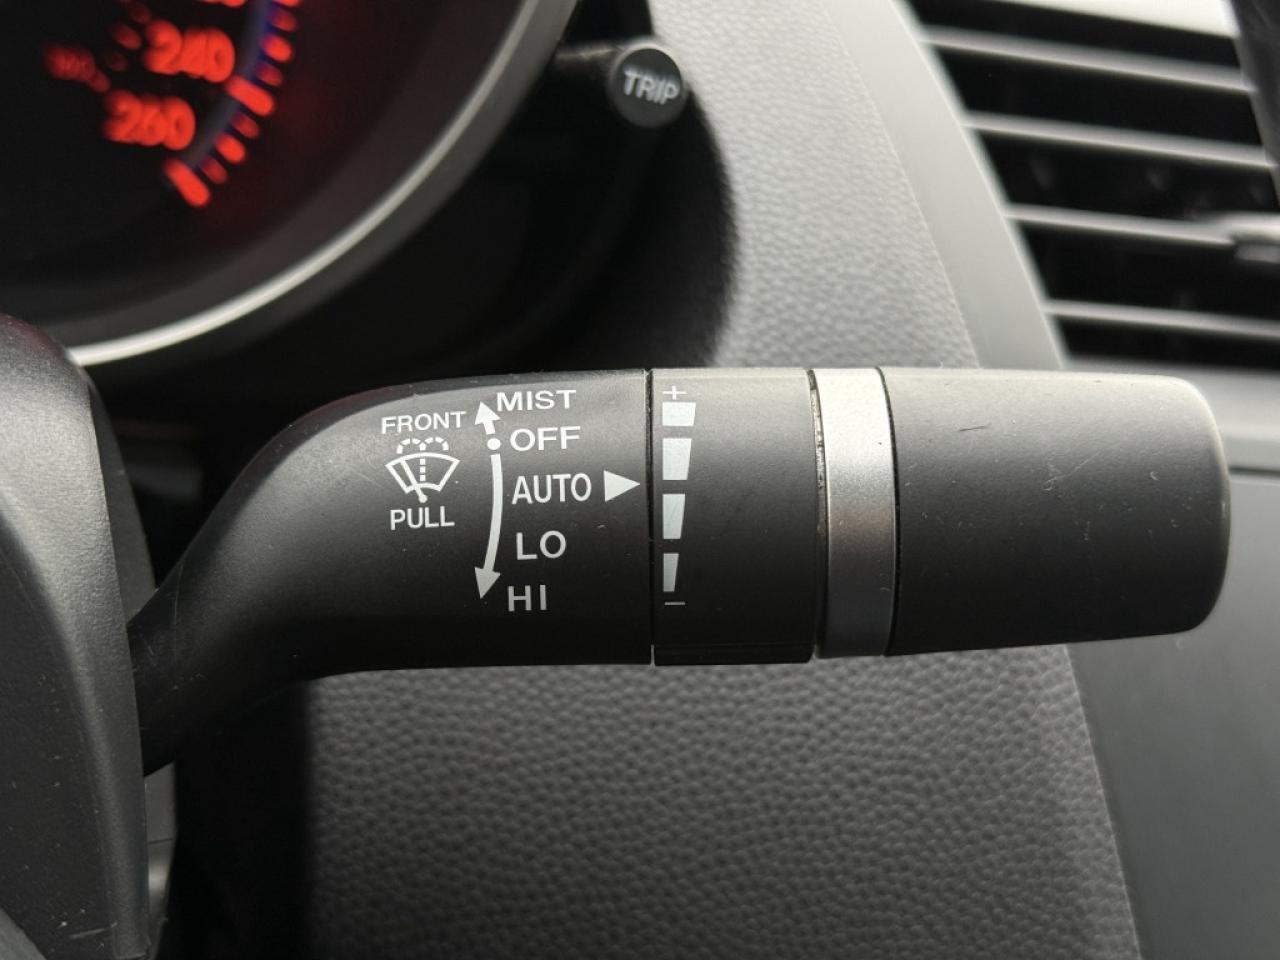 240
260
TRIP
MIST
FRONT
OFF
AUTO
PULL
LO
HI
+
−